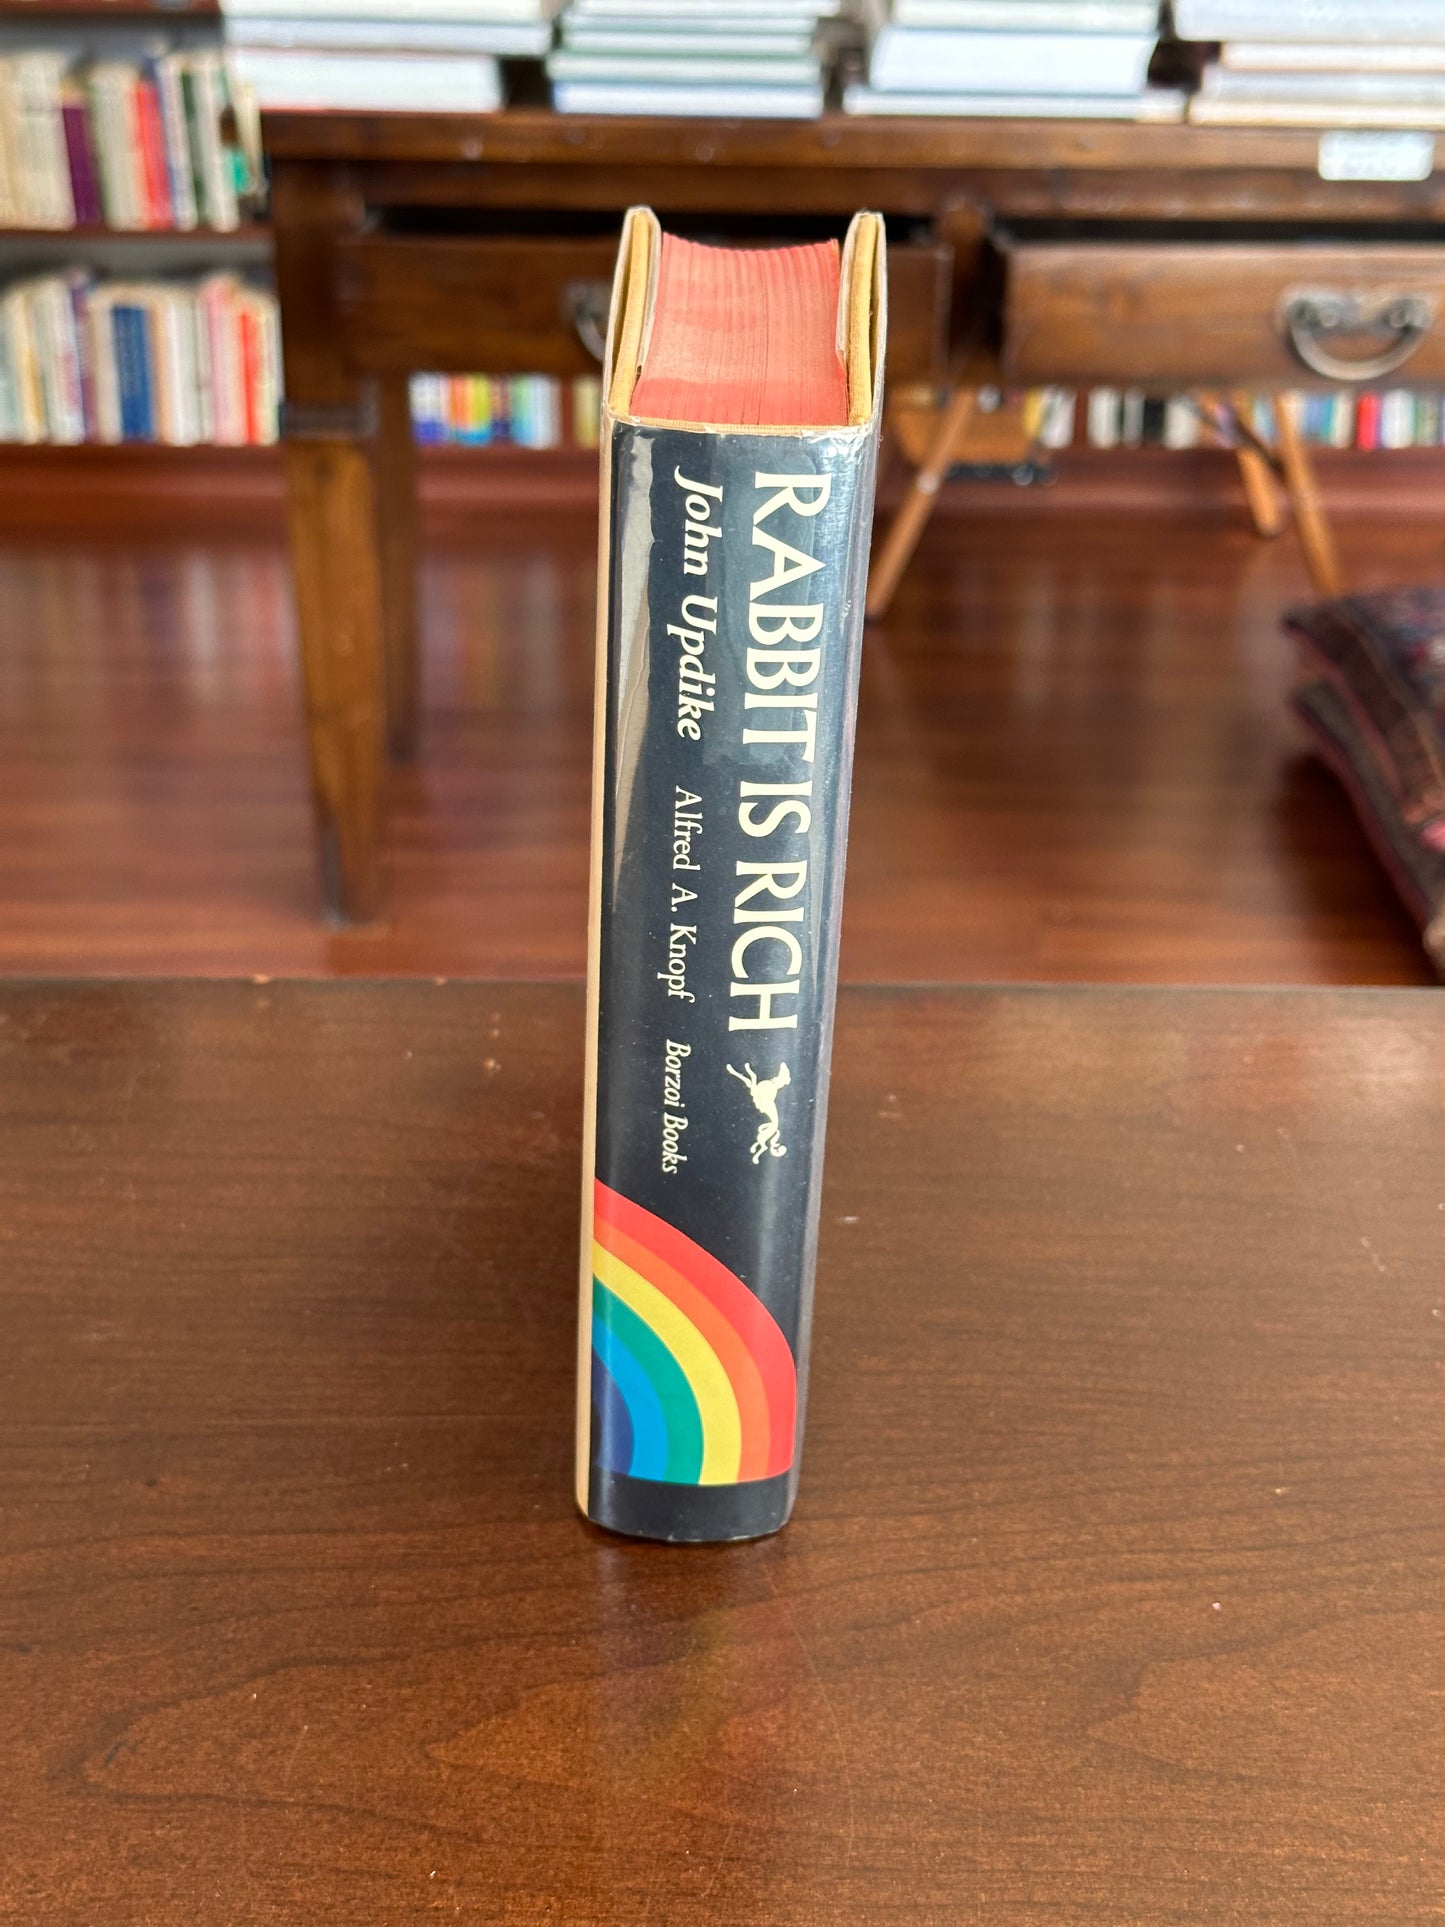 RABBIT IS RICH
John Updike Alfred A. Knopf Borzoi Books